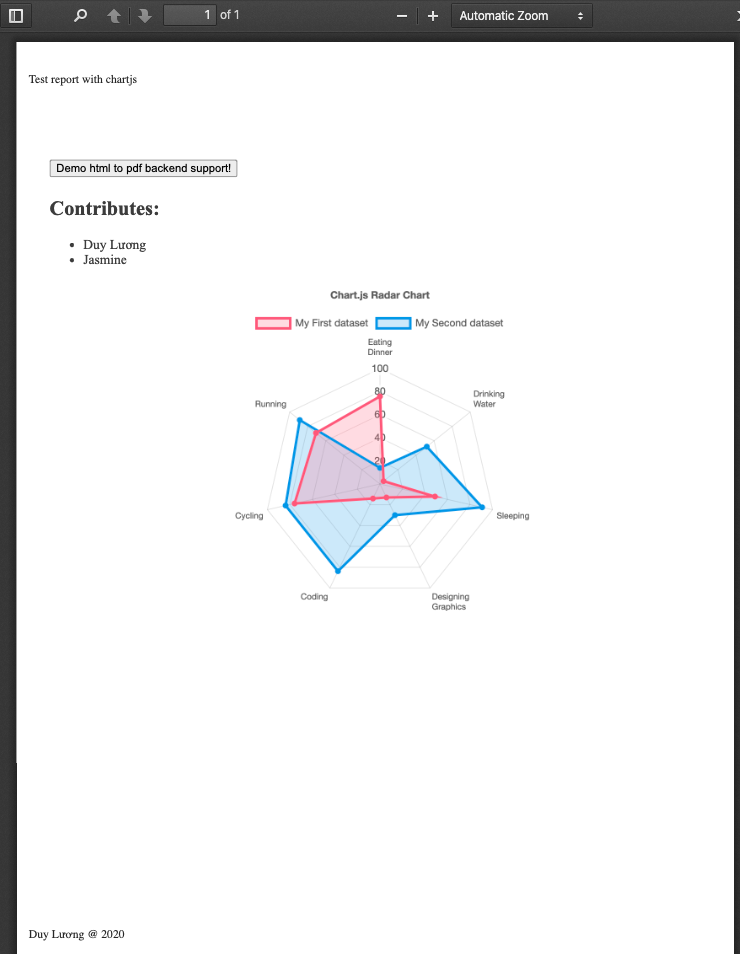 1 of 1
Automatic Zoom
Test report with chartjs
Demo html to pdf backend support!
Contributes:
Duy Lương
Jasmine
Chart.js Radar Chart
My First dataset
My Second dataset
Eating
Dinner
100
80
60
40
20
Drinking
Water
Running
Cycling
Sleeping
Coding
Designing
Graphics
Duy Lương @ 2020